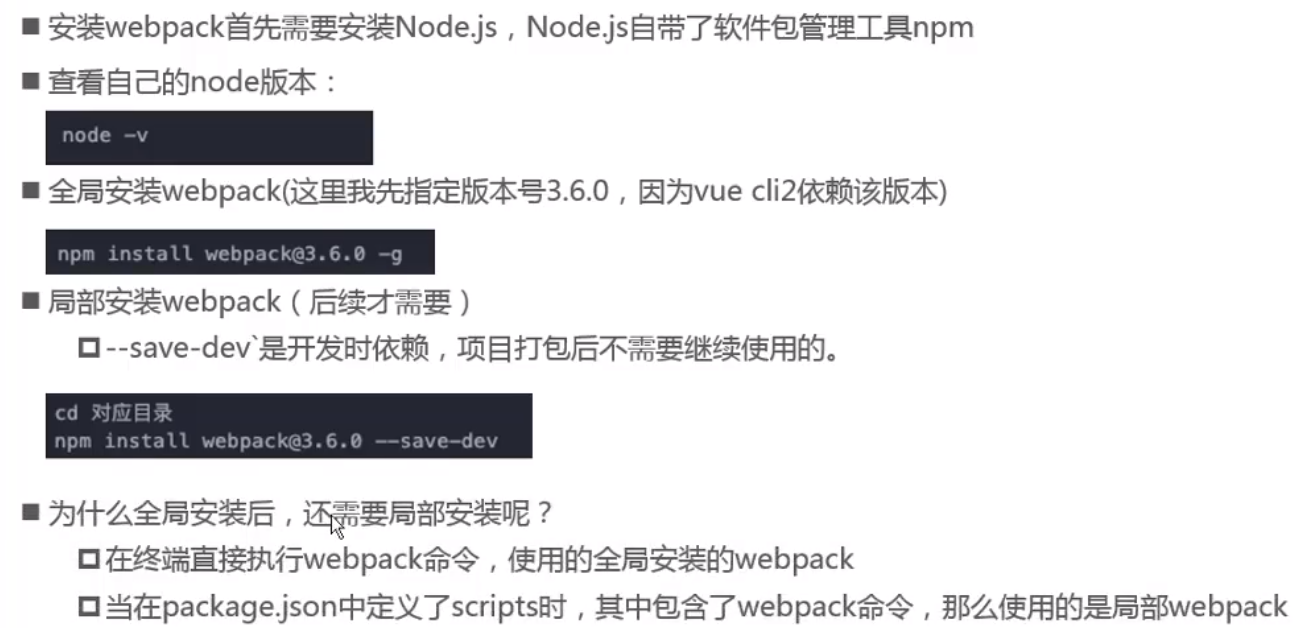 ■ 安装webpack首先需要安装Node.js，Node.js自带了软件包管理工具npm
■ 查看自己的node版本：
node -v
■ 全局安装webpack(这里我先指定版本号3.6.0，因为vue cli2依赖该版本)
npm install webpack@3.6.0 -g
■ 局部安装webpack（后续才需要）
--save-dev`是开发时依赖，项目打包后不需要继续使用的。
cd 对应目录
npm install webpack@3.6.0 --save-dev
■ 为什么全局安装后，还需要局部安装呢？
在终端直接执行webpack命令，使用的全局安装的webpack
当在package.json中定义了scripts时，其中包含了webpack命令，那么使用的是局部webpack